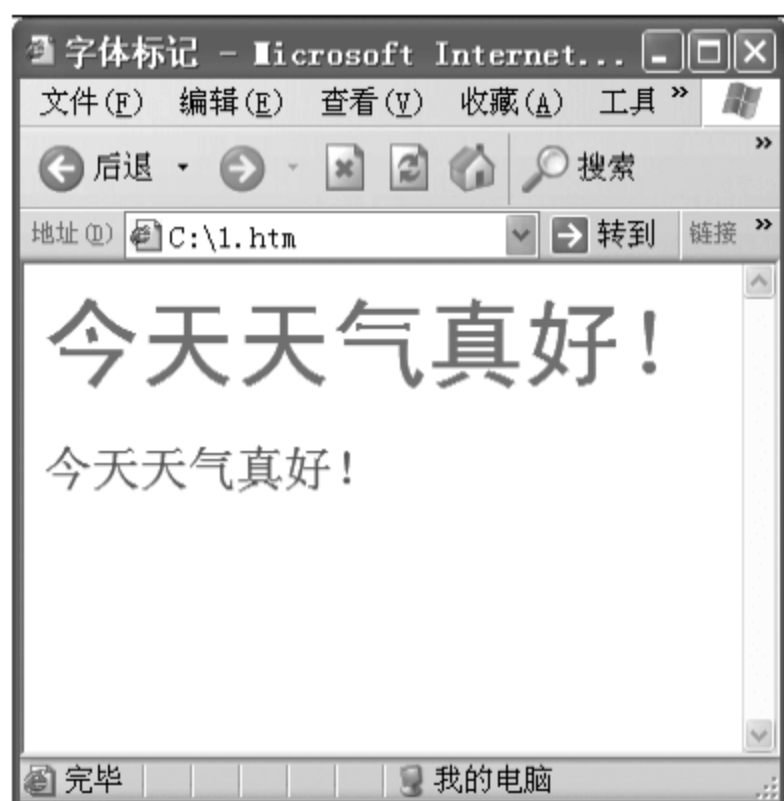 字体标记 - Microsoft Internet...
文件(F) 编辑(E) 查看(V) 收藏(A) 工具 »
后退 搜索 »
地址(D) C:\1.htm 转到 链接 »
今天天气真好!
今天天气真好!
完毕 我的电脑